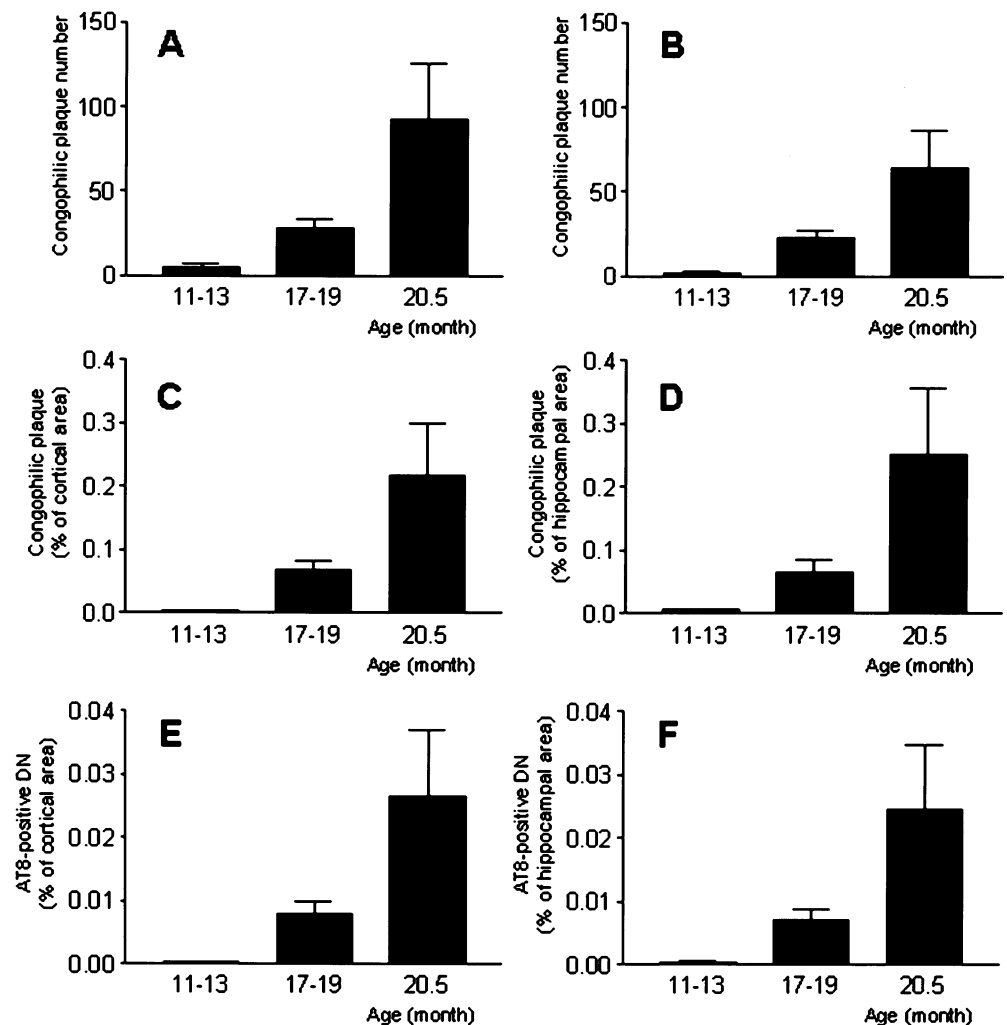 A
Congophilic plaque number
150
100
50
0
11-13 17-19 20.5
Age (month)
B
Congophilic plaque number
150
100
50
0
11-13 17-19 20.5
Age (month)
C
Congophilic plaque
(% of cortical area)
0.4
0.3
0.2
0.1
0.0
11-13 17-19 20.5
Age (month)
D
Congophilic plaque
(% of hippocampal area)
0.4
0.3
0.2
0.1
0.0
11-13 17-19 20.5
Age (month)
E
AT8-positive DN
(% of cortical area)
0.04
0.03
0.02
0.01
0.00
11-13 17-19 20.5
Age (month)
F
AT8-positive DN
(% of hippocampal area)
0.04
0.03
0.02
0.01
0.00
11-13 17-19 20.5
Age (month)